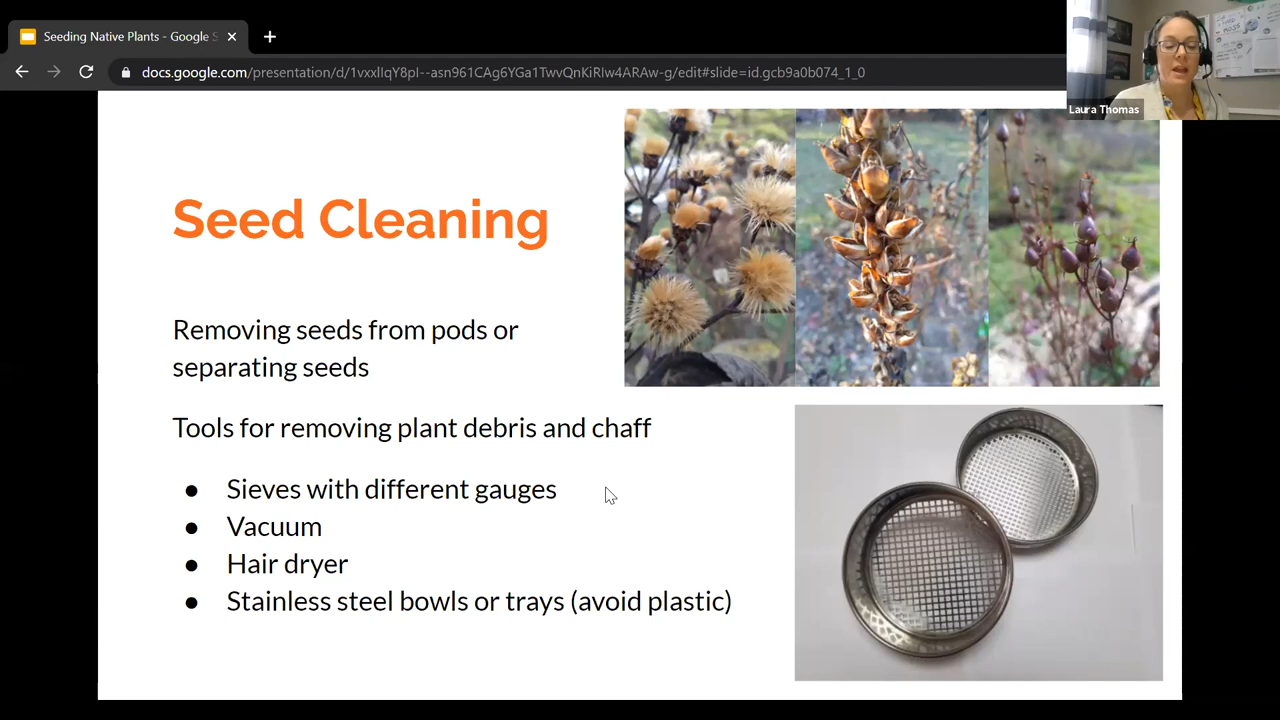 Seeding Native Plants - Google S
docs.google.com/presentation/d/1vxxlIqY8pI--asn961CAg6YGa1TwvQnKiRIw4ARAw-g/edit#slide=id.gcb9a0b074_1_0
Laura Thomas
Seed Cleaning
Removing seeds from pods or
separating seeds
Tools for removing plant debris and chaff
● Sieves with different gauges
● Vacuum
● Hair dryer
● Stainless steel bowls or trays (avoid plastic)